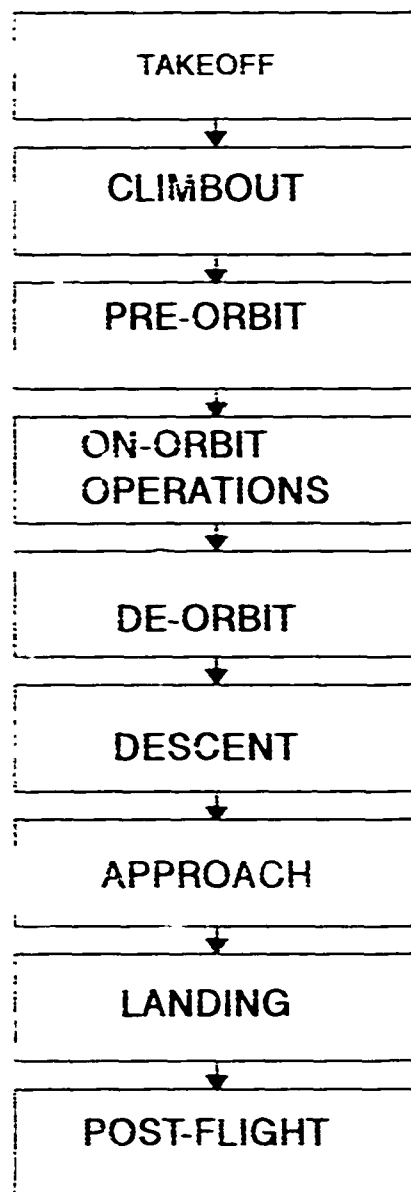 TAKEOFF
CLIMBOUT
PRE-ORBIT
ON-ORBIT
OPERATIONS
DE-ORBIT
DESCENT
APPROACH
LANDING
POST-FLIGHT